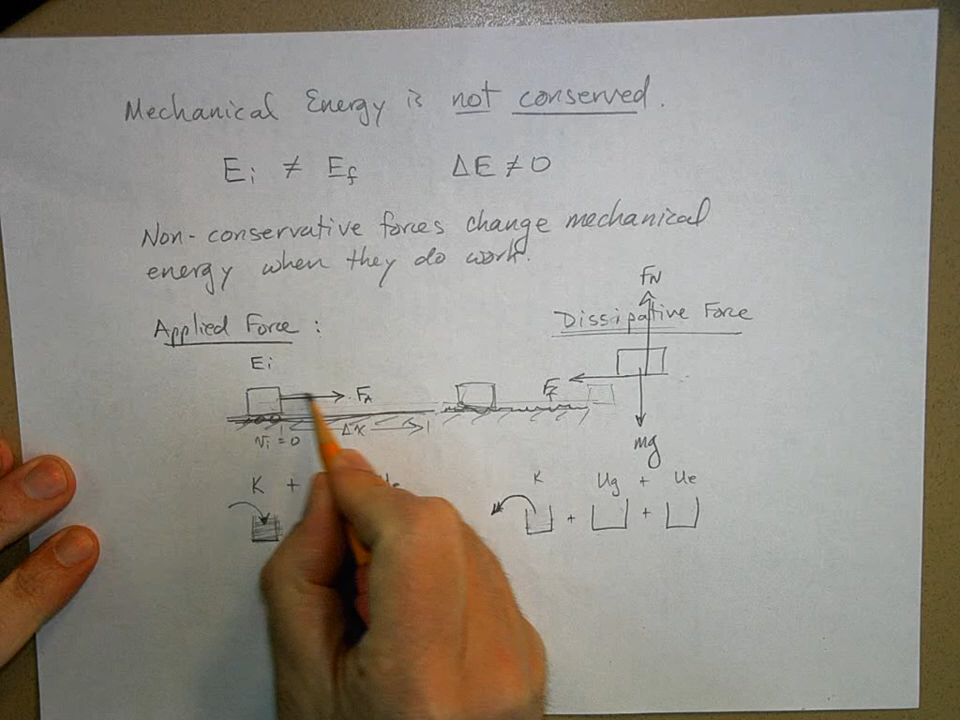 Mechanical Energy is not conserved.
Ei ≠ Ef ΔE ≠ 0
Non-conservative forces change mechanical
energy when they do work.
FN
Applied Force : Dissipative Force
Ei
FA Ff
vi = 0 Δx
mg
K + K Ug + Ue
+ +